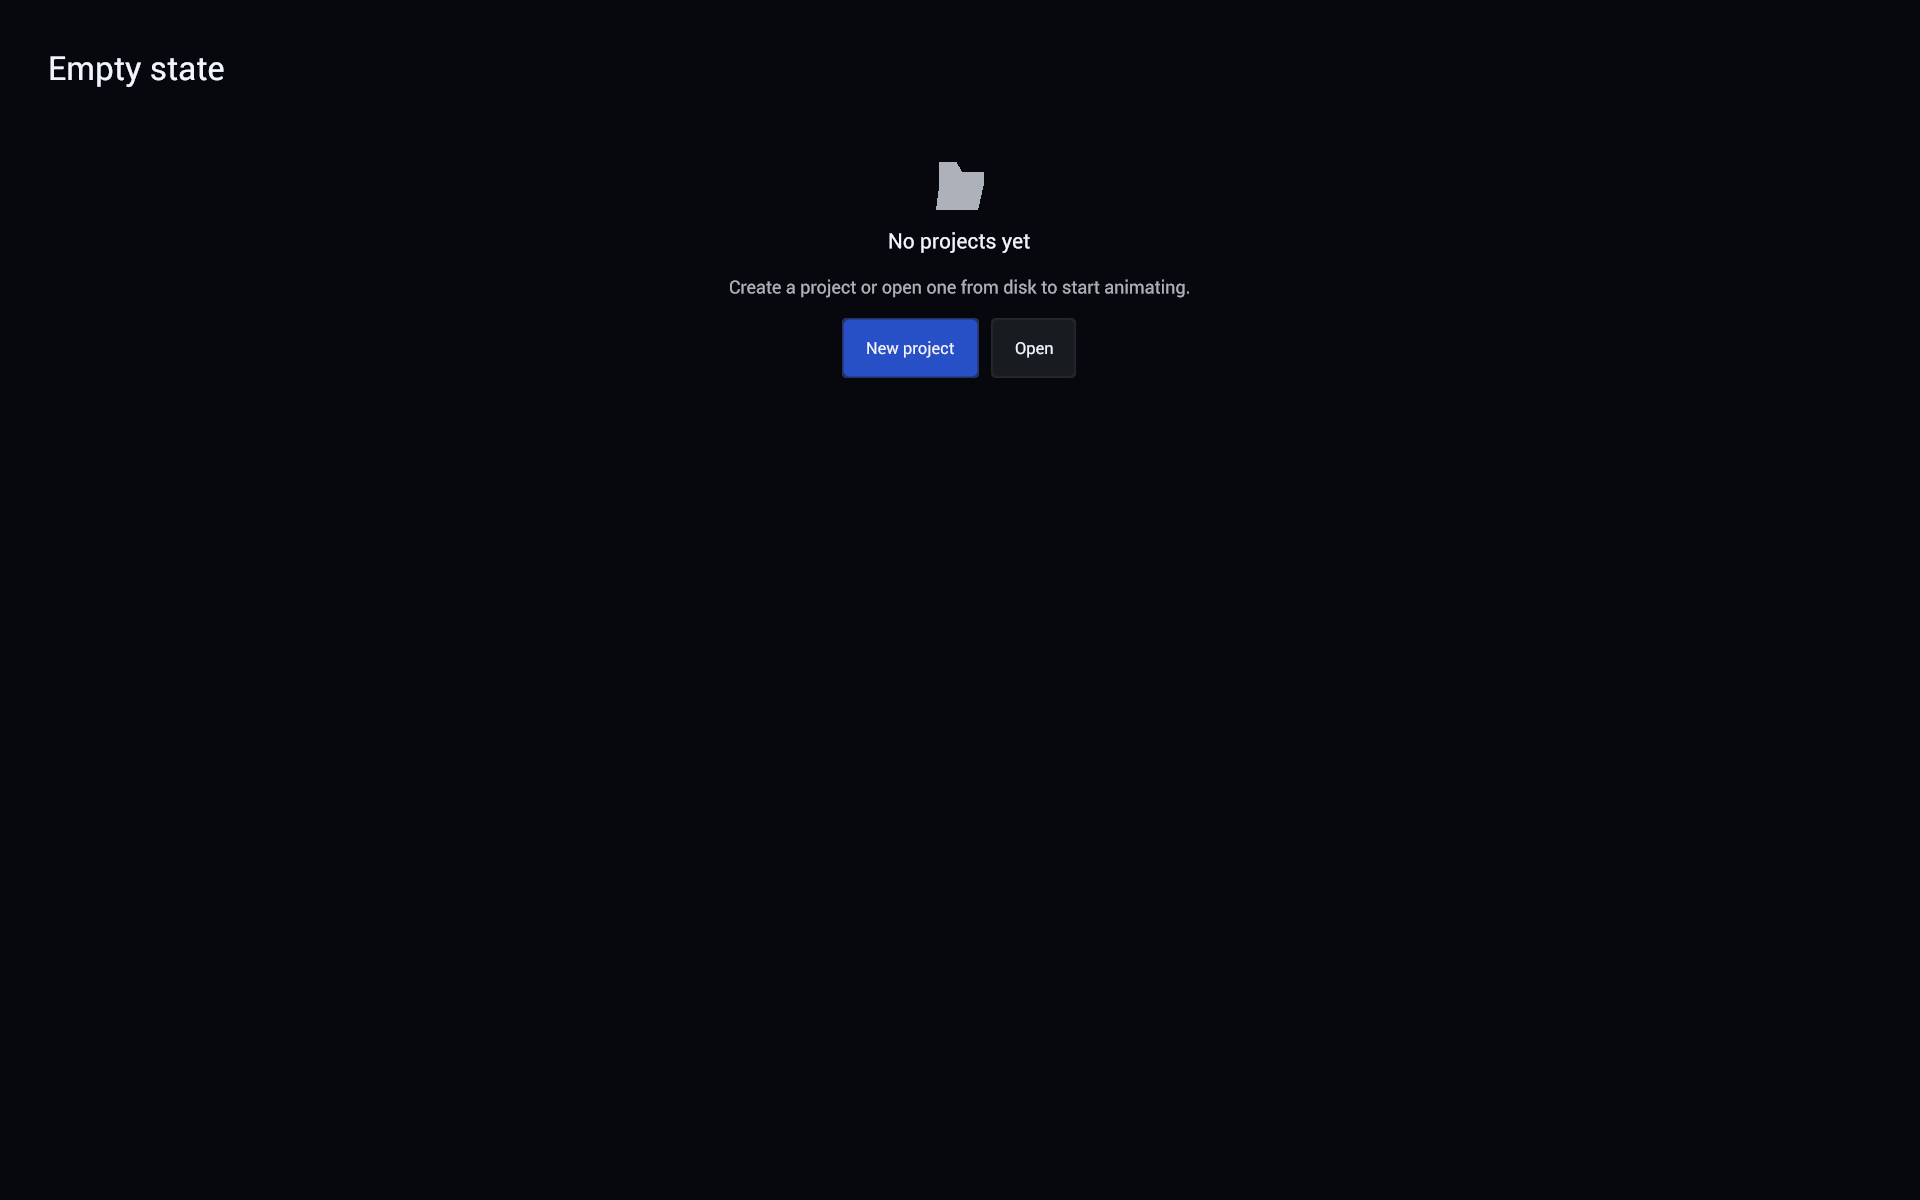 Empty state
No projects yet
Create a project or open one from disk to start animating.
New project
Open